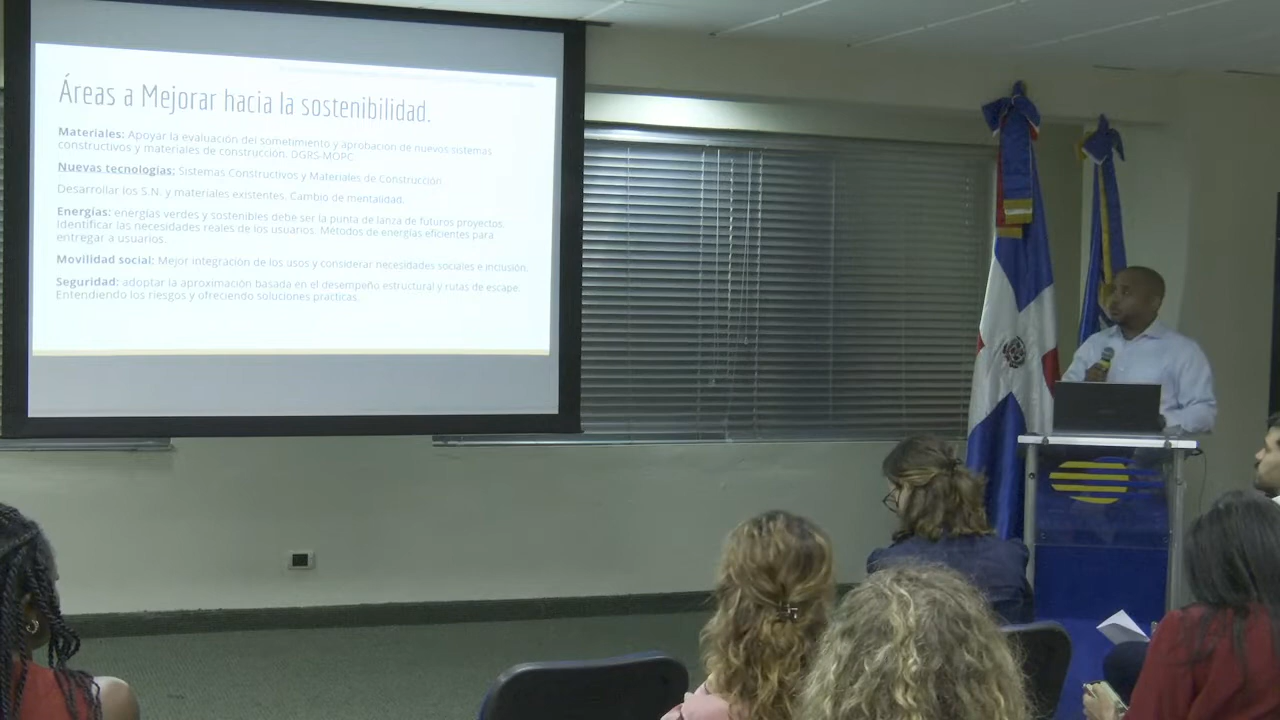 Áreas a Mejorar hacia la sostenibilidad.
Materiales: Apoyar la evaluación del sometimiento y aprobación de nuevos sistemas
constructivos y materiales de construcción. DGRS-MOPC
Nuevas tecnologías: Sistemas Constructivos y Materiales de Construcción
Desarrollar los S.N. y materiales existentes. Cambio de mentalidad.
Energías: energías verdes y sostenibles debe ser la punta de lanza de futuros proyectos.
Identificar las necesidades reales de los usuarios. Métodos de energías eficientes para
entregar a usuarios.
Movilidad social: Mejor integración de los usos y considerar necesidades sociales e inclusión.
Seguridad: adoptar la aproximación basada en el desempeño estructural y rutas de escape.
Entendiendo los riesgos y ofreciendo soluciones practicas.